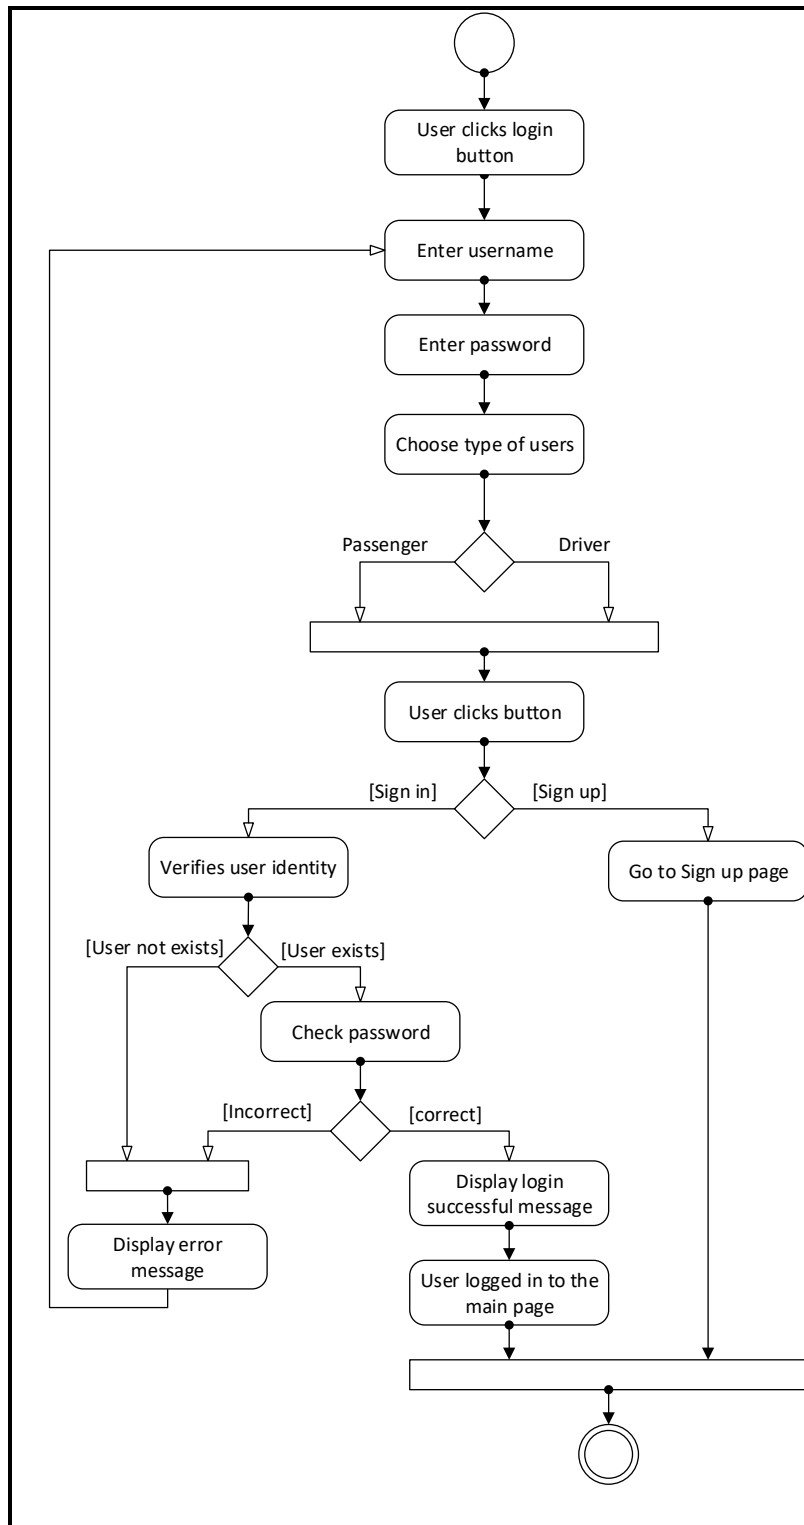 User clicks login
button
Enter username
Enter password
Choose type of users
Passenger
Driver
User clicks button
[Sign in]
[Sign up]
Verifies user identity
Go to Sign up page
[User not exists]
[User exists]
Check password
[Incorrect]
[correct]
Display login
successful message
Display error
message
User logged in to the
main page